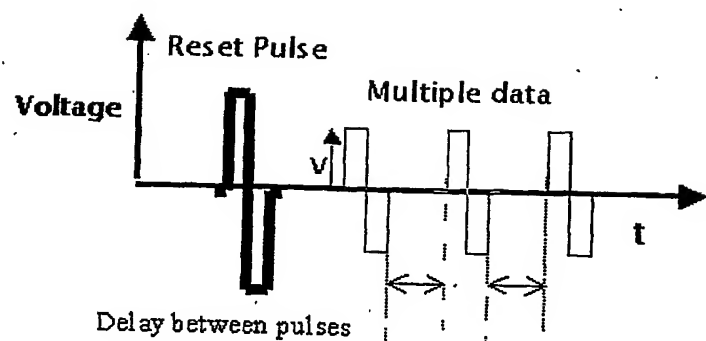 Reset Pulse
Voltage
Multiple data
V
t
Delay between pulses